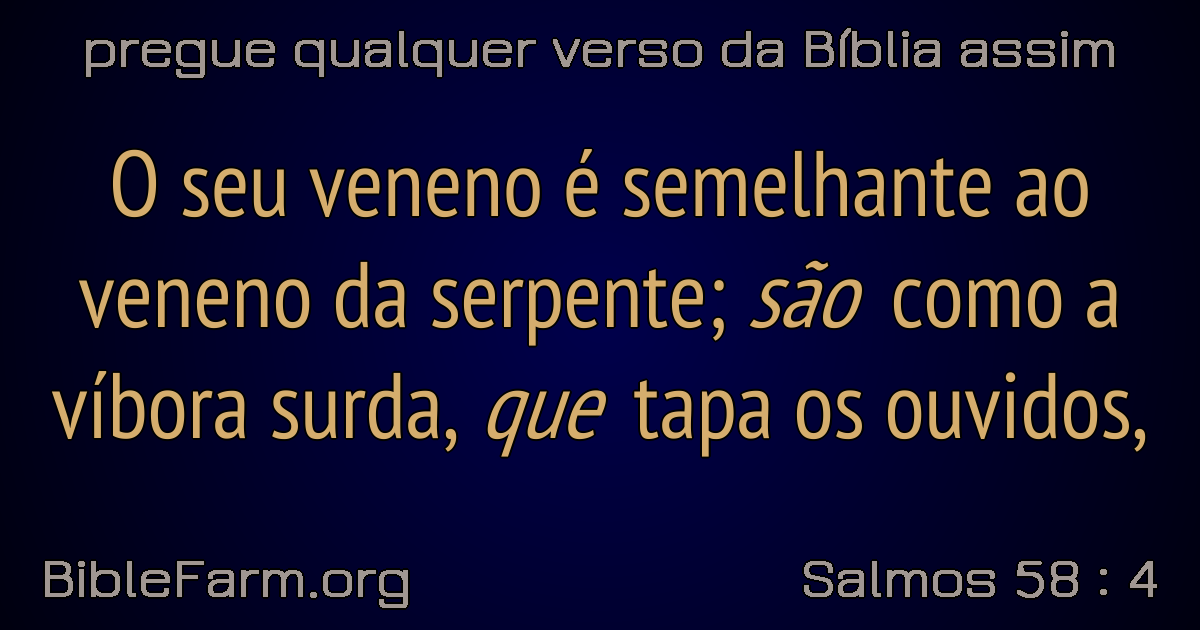 pregue qualquer verso da Bíblia assim
O seu veneno é semelhante ao
veneno da serpente; são como a
víbora surda, que tapa os ouvidos,
BibleFarm.org
Salmos 58 : 4